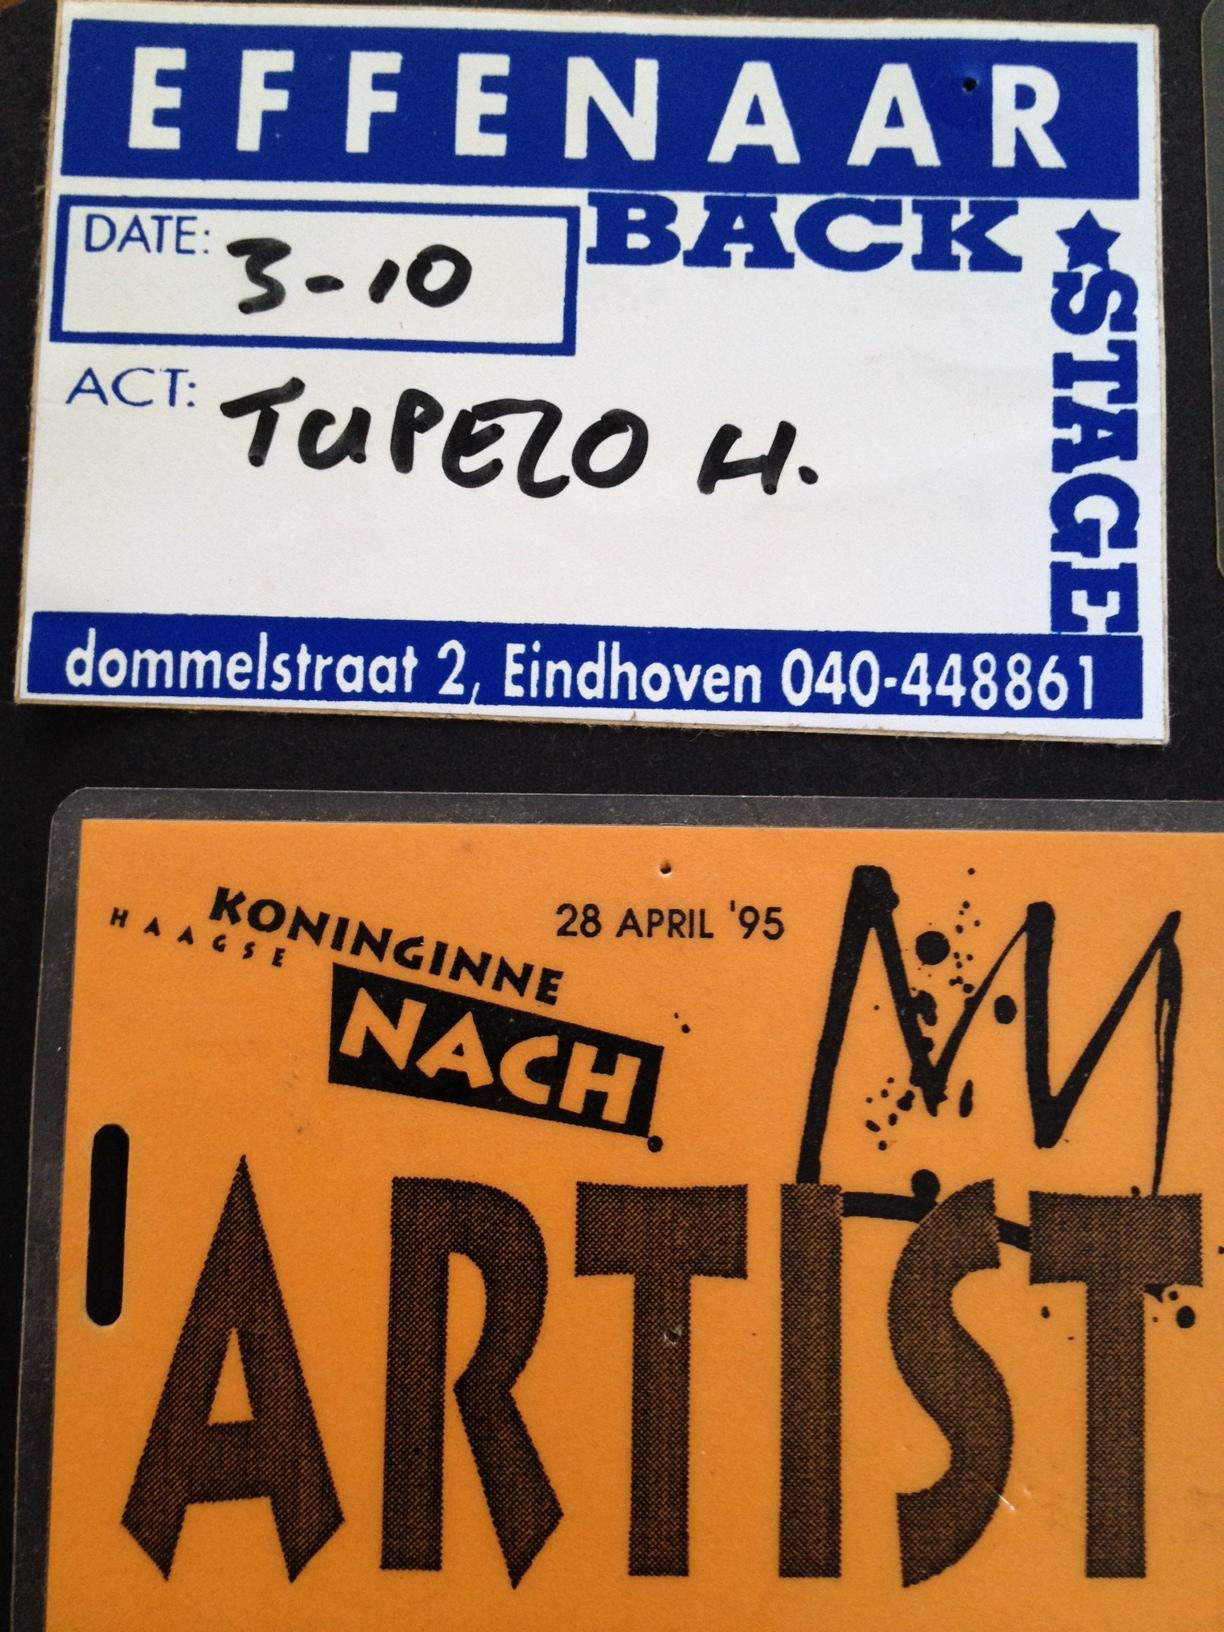 EFFENAAR
BACK★STAGE
DATE: 3-10
ACT: TUPELO H.
dommelstraat 2, Eindhoven 040-448861
HAAGSE
KONINGINNE
NACH
28 APRIL '95
ARTIST